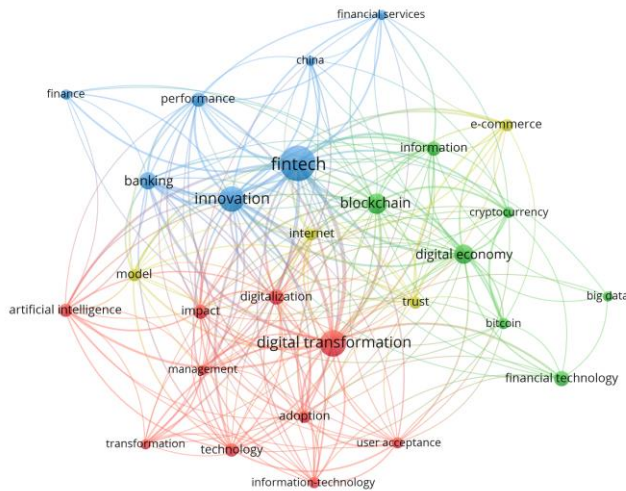 financial services
china
finance
performance
e-commerce
information
fintech
banking
innovation
blockchain
cryptocurrency
internet
digital economy
model
big data
digitalization
trust
artificial intelligence
impact
bitcoin
digital transformation
management
financial technology
adoption
transformation
technology
user acceptance
information-technology